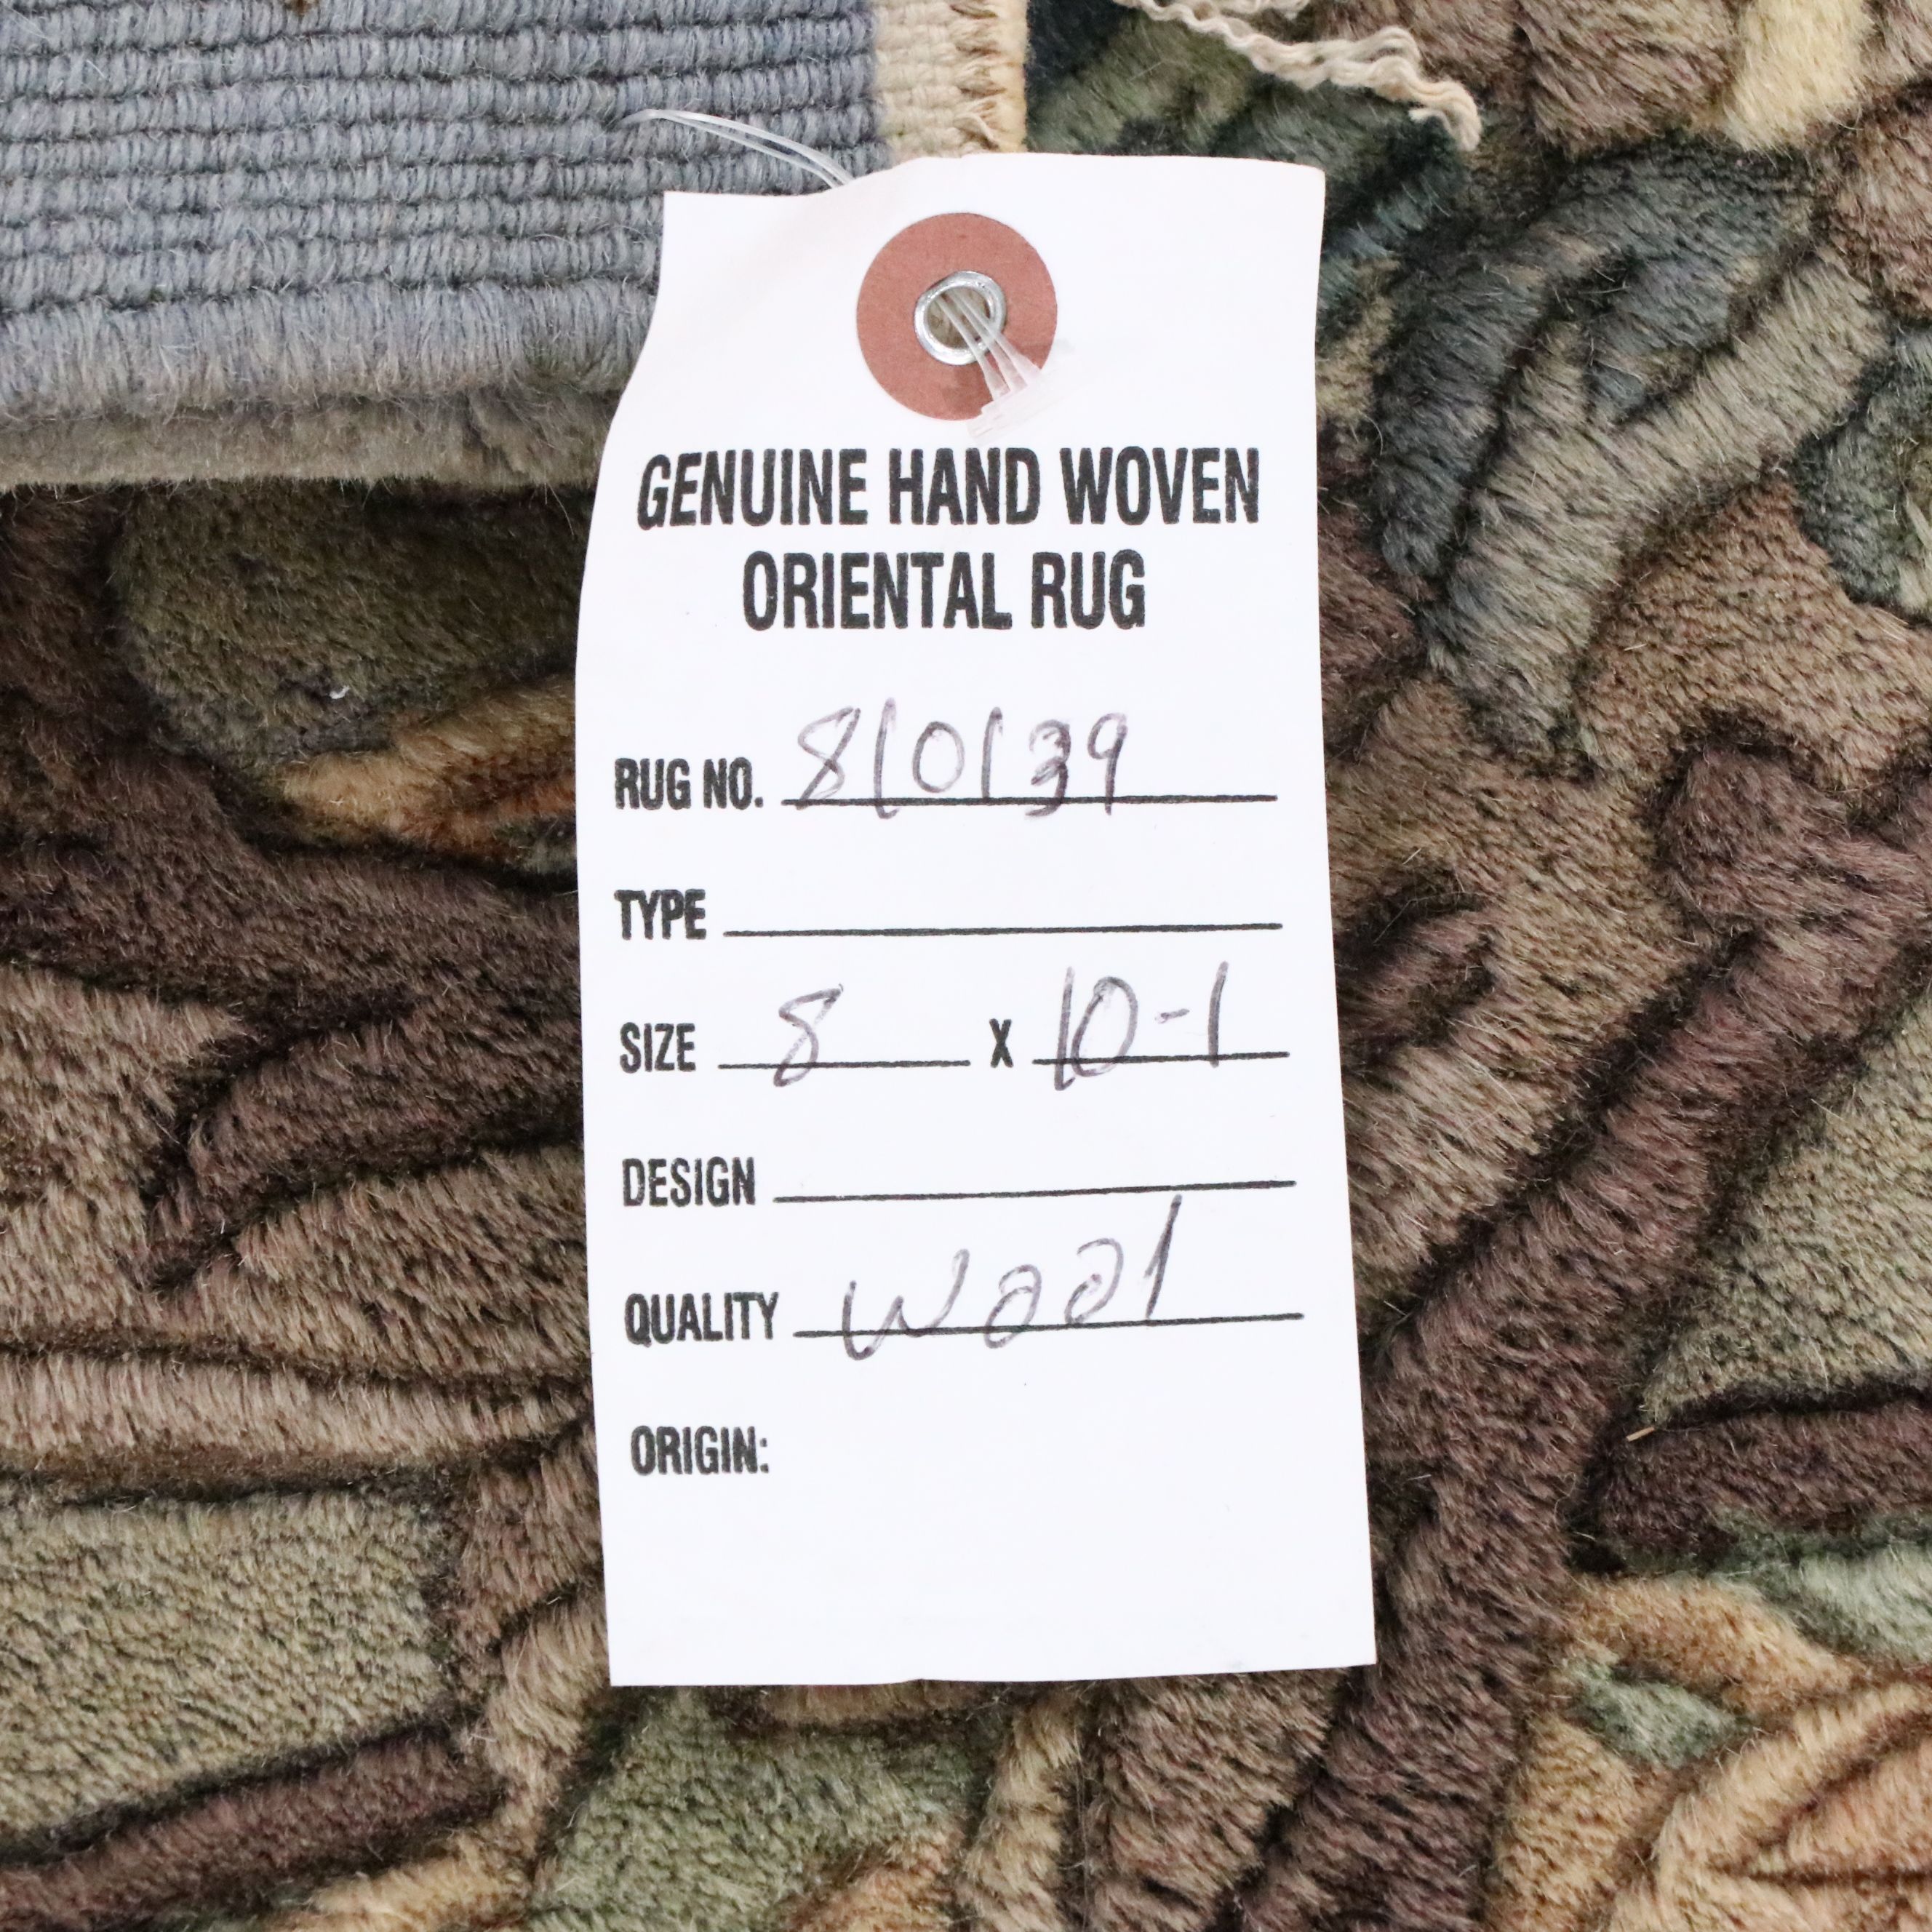 GENUINE HAND WOVEN
ORIENTAL RUG
RUG NO. 810139
TYPE
SIZE 8 X 10-1
DESIGN
QUALITY Wool
ORIGIN: